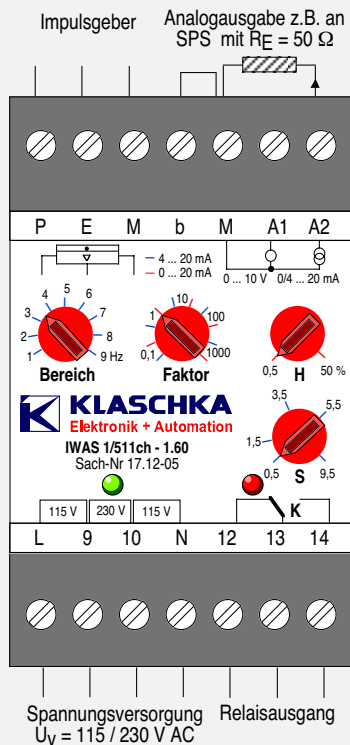 Impulsgeber
Analogausgabe z.B. an
SPS mit RE = 50 Ω
P E M b M A1 A2
4 ... 20 mA
0 ... 20 mA
0 ... 10 V 0/4 ... 20 mA
1 2 3 4 5 6 7 8 9 Hz
Bereich
0,1 1 10 100 1000
Faktor
0,5 50 %
H
KLASCHKA
Elektronik + Automation
IWAS 1/511ch - 1.60
Sach-Nr 17.12-05
0,5 1,5 3,5 5,5 9,5
S
115 V 230 V 115 V
K
L 9 10 N 12 13 14
Spannungsversorgung
Uv = 115 / 230 V AC
Relaisausgang